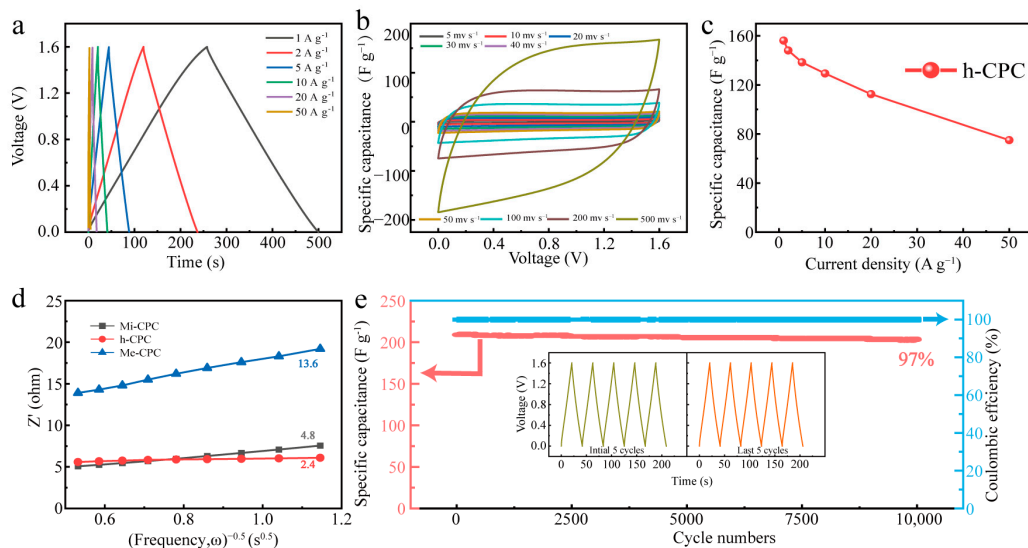 a
1 A g⁻¹
2 A g⁻¹
5 A g⁻¹
10 A g⁻¹
20 A g⁻¹
50 A g⁻¹
Voltage (V)
1.6
1.2
0.8
0.4
0.0
0 100 200 300 400 500
Time (s)
b
5 mv s⁻¹ 10 mv s⁻¹ 20 mv s⁻¹
30 mv s⁻¹ 40 mv s⁻¹
50 mv s⁻¹ 100 mv s⁻¹ 200 mv s⁻¹ 500 mv s⁻¹
Specific capacitance (F g⁻¹)
200
100
0
−100
−200
0.0 0.4 0.8 1.2 1.6
Voltage (V)
c
h-CPC
Specific capacitance (F g⁻¹)
160
120
80
40
0
0 10 20 30 40 50
Current density (A g⁻¹)
d
Mi-CPC
h-CPC
Me-CPC
13.6
4.8
2.4
Z' (ohm)
25
20
15
10
5
0
0.6 0.8 1.0 1.2
(Frequency,ω)⁻⁰·⁵ (s⁰·⁵)
e
Specific capacitance (F g⁻¹)
250
200
150
100
50
0
97%
Voltage (V)
1.6
0.8
0.0
Intial 5 cycles
Last 5 cycles
0 50 100 150 200
0 50 100 150 200
Time (s)
0 2500 5000 7500 10,000
Cycle numbers
100
80
60
40
20
0
Coulombic effciency (%)